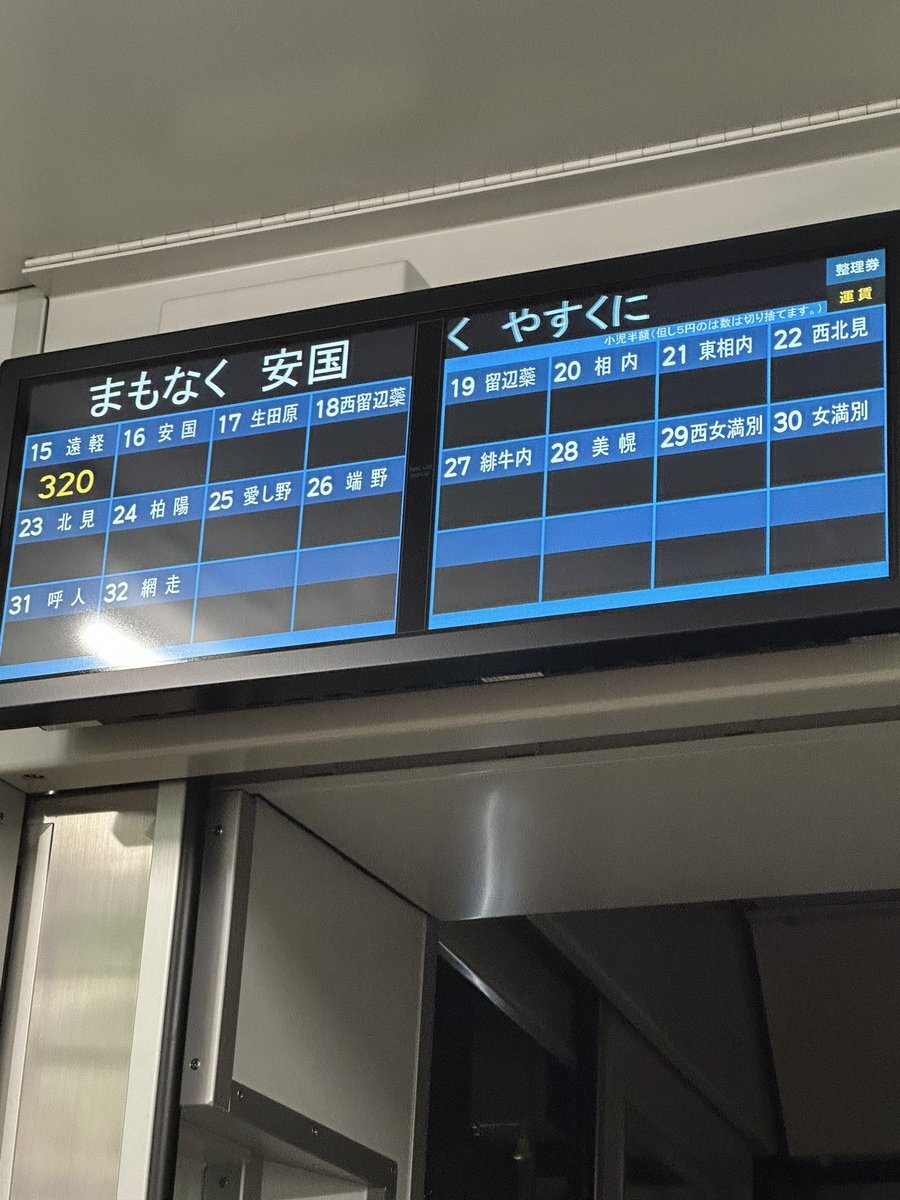 まもなく 安国
く やすくに
整理券
運賃
小児半額(但し5円のは数は切り捨てます。)
15 遠軽 16 安国 17 生田原 18 西留辺蘂 19 留辺蘂 20 相内 21 東相内 22 西北見
320
23 北見 24 柏陽 25 愛し野 26 端野 27 緋牛内 28 美幌 29 西女満別 30 女満別
31 呼人 32 網走